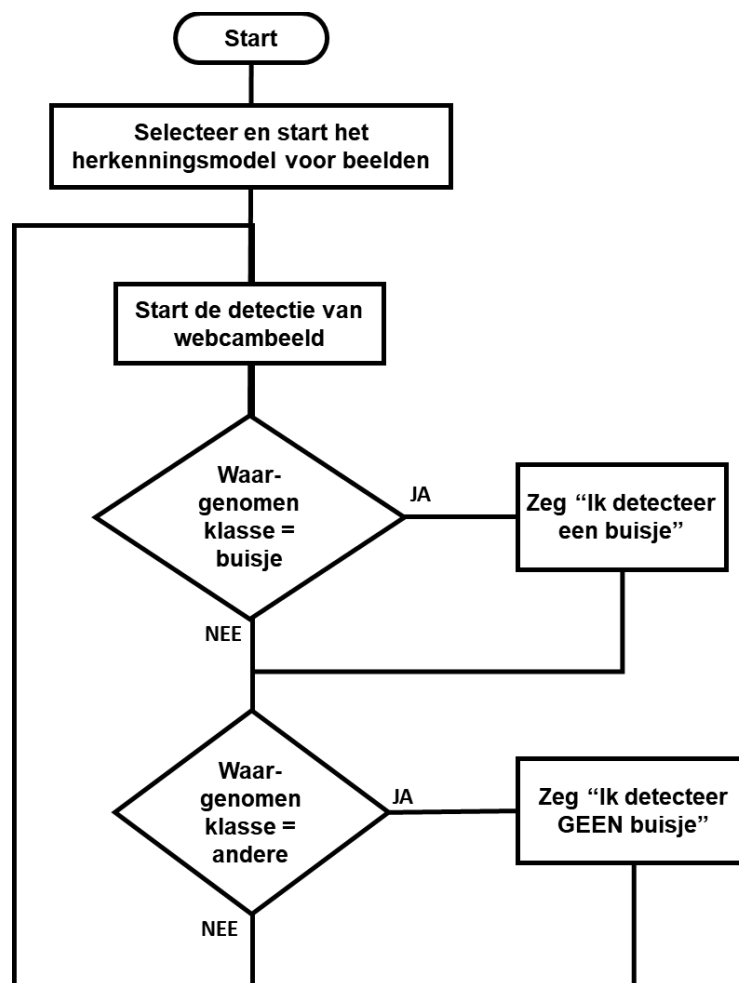 Start
Selecteer en start het
herkenningsmodel voor beelden
Start de detectie van
webcambeeld
Waar-
genomen
klasse =
buisje
JA
Zeg “Ik detecteer
een buisje”
NEE
Waar-
genomen
klasse =
andere
JA
Zeg “Ik detecteer
GEEN buisje”
NEE